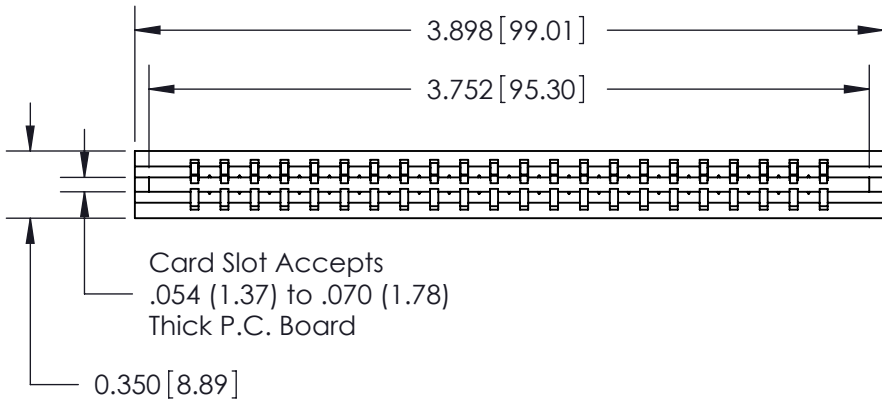 3.898 [99.01]
3.752 [95.30]
Card Slot Accepts
.054 (1.37) to .070 (1.78)
Thick P.C. Board
0.350 [8.89]